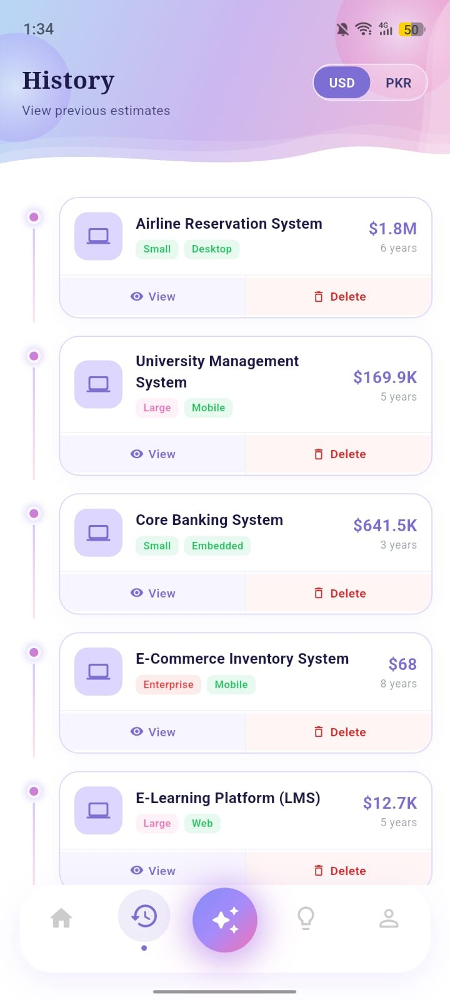 1:34
4G
50
History
USD
PKR
View previous estimates
Airline Reservation System
$1.8M
Small
Desktop
6 years
View
Delete
University Management
System
$169.9K
5 years
Large
Mobile
View
Delete
Core Banking System
$641.5K
Small
Embedded
3 years
View
Delete
E-Commerce Inventory System
$68
Enterprise
Mobile
8 years
View
Delete
E-Learning Platform (LMS)
$12.7K
Large
Web
5 years
View
Delete